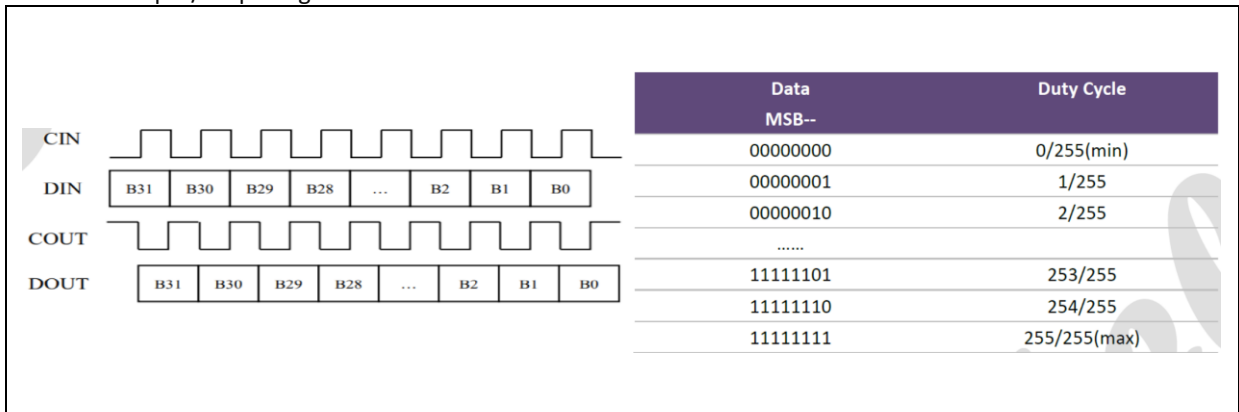 CIN
DIN B31 B30 B29 B28 ... B2 B1 B0
COUT
DOUT B31 B30 B29 B28 ... B2 B1 B0
Data Duty Cycle
MSB--
00000000 0/255(min)
00000001 1/255
00000010 2/255
......
11111101 253/255
11111110 254/255
11111111 255/255(max)